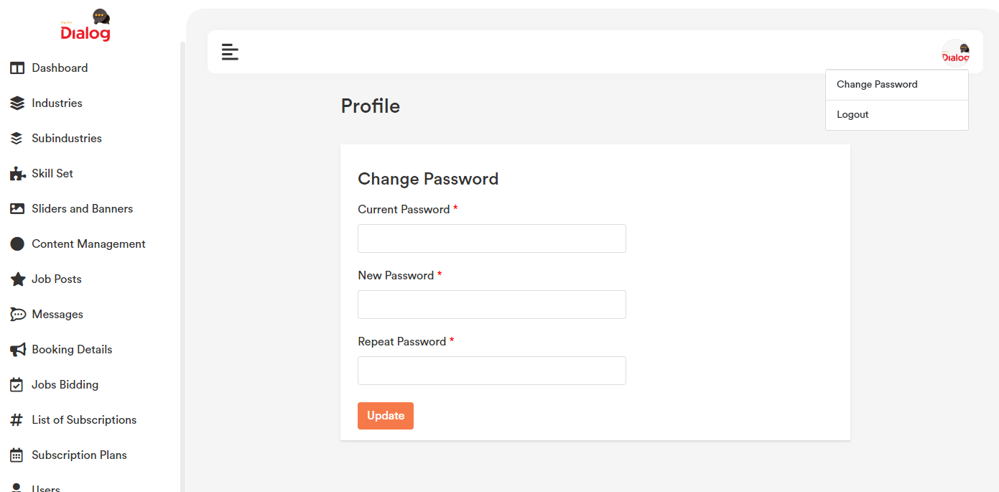 Pay Per
Dialog
Dashboard
Industries
Subindustries
Skill Set
Sliders and Banners
Content Management
Job Posts
Messages
Booking Details
Jobs Bidding
List of Subscriptions
Subscription Plans
Users
Dialog
Change Password
Logout
Profile
Change Password
Current Password *
New Password *
Repeat Password *
Update